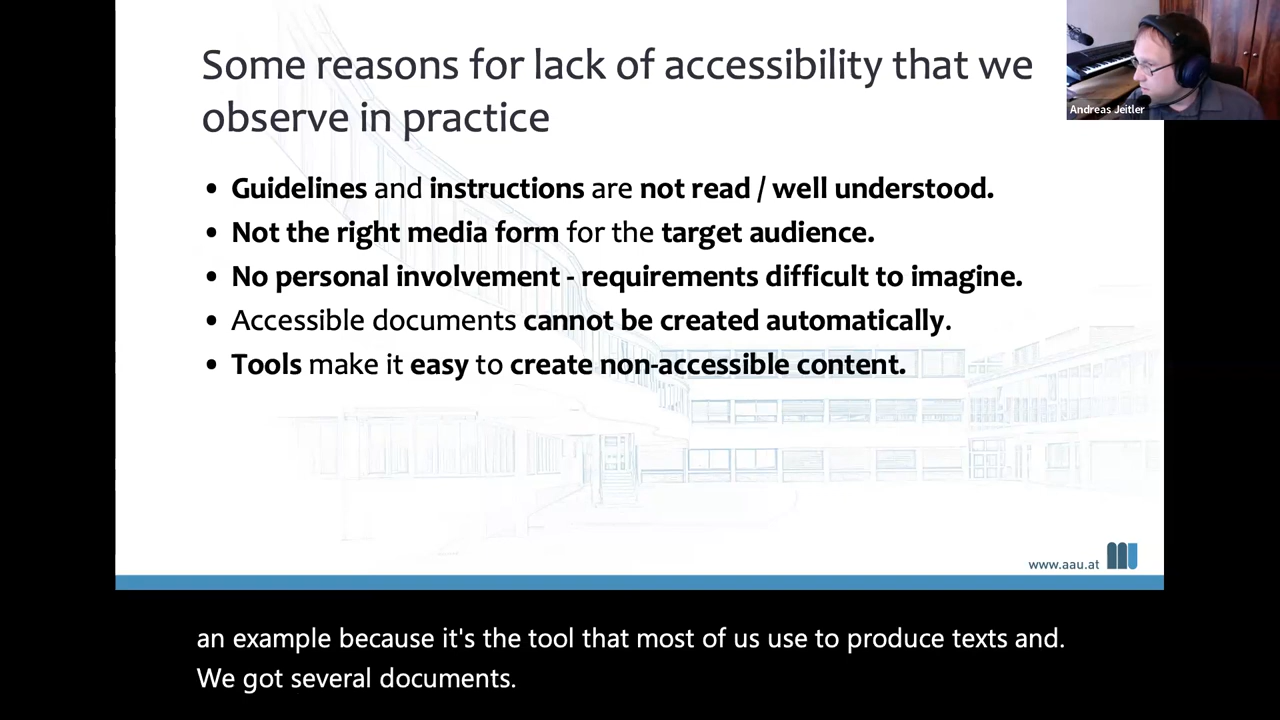 Some reasons for lack of accessibility that we
observe in practice
Andreas Jeitler
• Guidelines and instructions are not read / well understood.
• Not the right media form for the target audience.
• No personal involvement - requirements difficult to imagine.
• Accessible documents cannot be created automatically.
• Tools make it easy to create non-accessible content.
www.aau.at
an example because it's the tool that most of us use to produce texts and.
We got several documents.